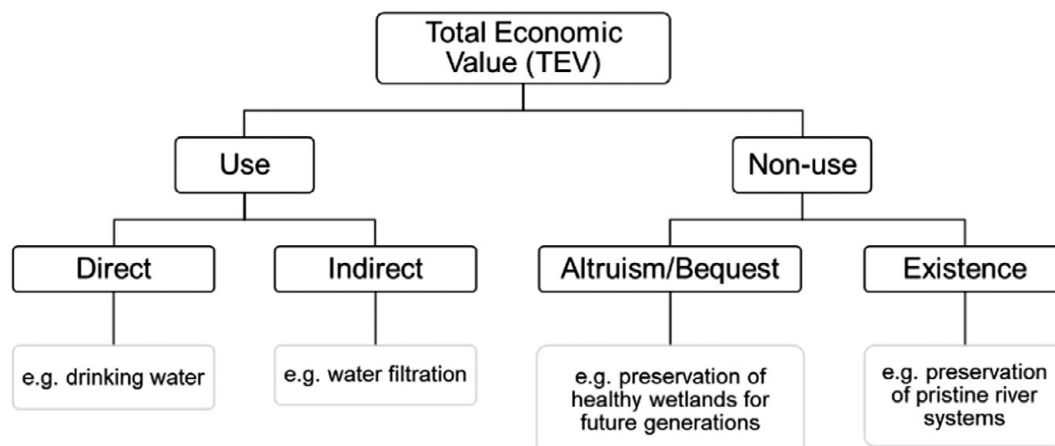 Total Economic
Value (TEV)
Use
Non-use
Direct
Indirect
Altruism/Bequest
Existence
e.g. drinking water
e.g. water filtration
e.g. preservation of
healthy wetlands for
future generations
e.g. preservation
of pristine river
systems